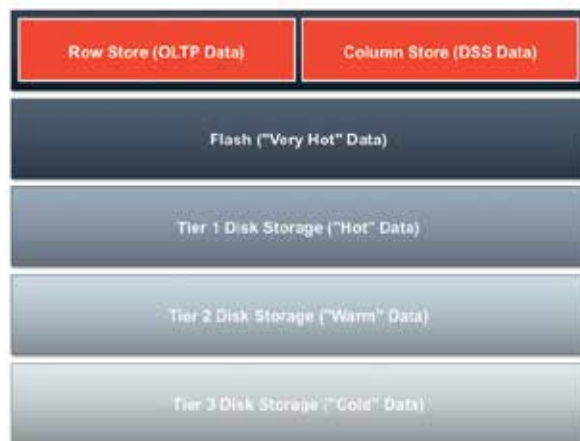 Row Store (OLTP Data)
Column Store (DSS Data)
Flash ("Very Hot" Data)
Tier 1 Disk Storage ("Hot" Data)
Tier 2 Disk Storage ("Warm" Data)
Tier 3 Disk Storage ("Cold" Data)